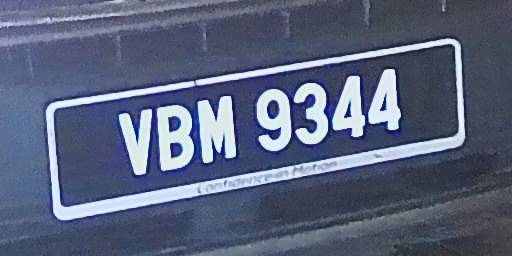 VBM 9344
Confidence in Motion